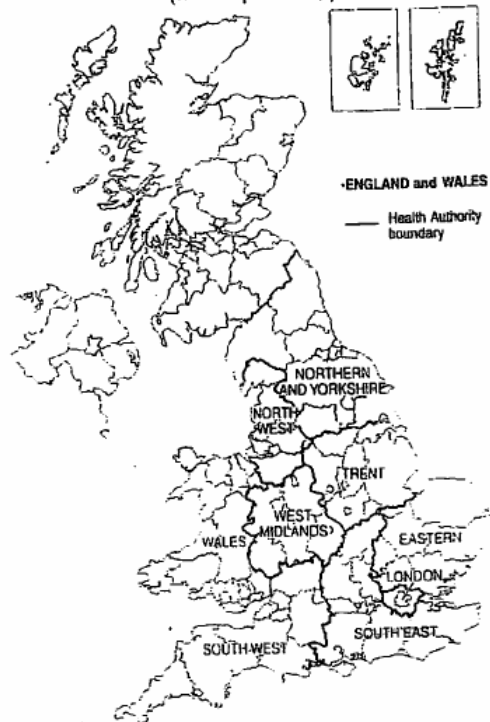 ·ENGLAND and WALES
Health Authority
boundary
NORTHERN
AND YORKSHIRE
NORTH
WEST
TRENT
WEST
MIDLANDS
WALES
EASTERN
LONDON
SOUTH EAST
SOUTH WEST